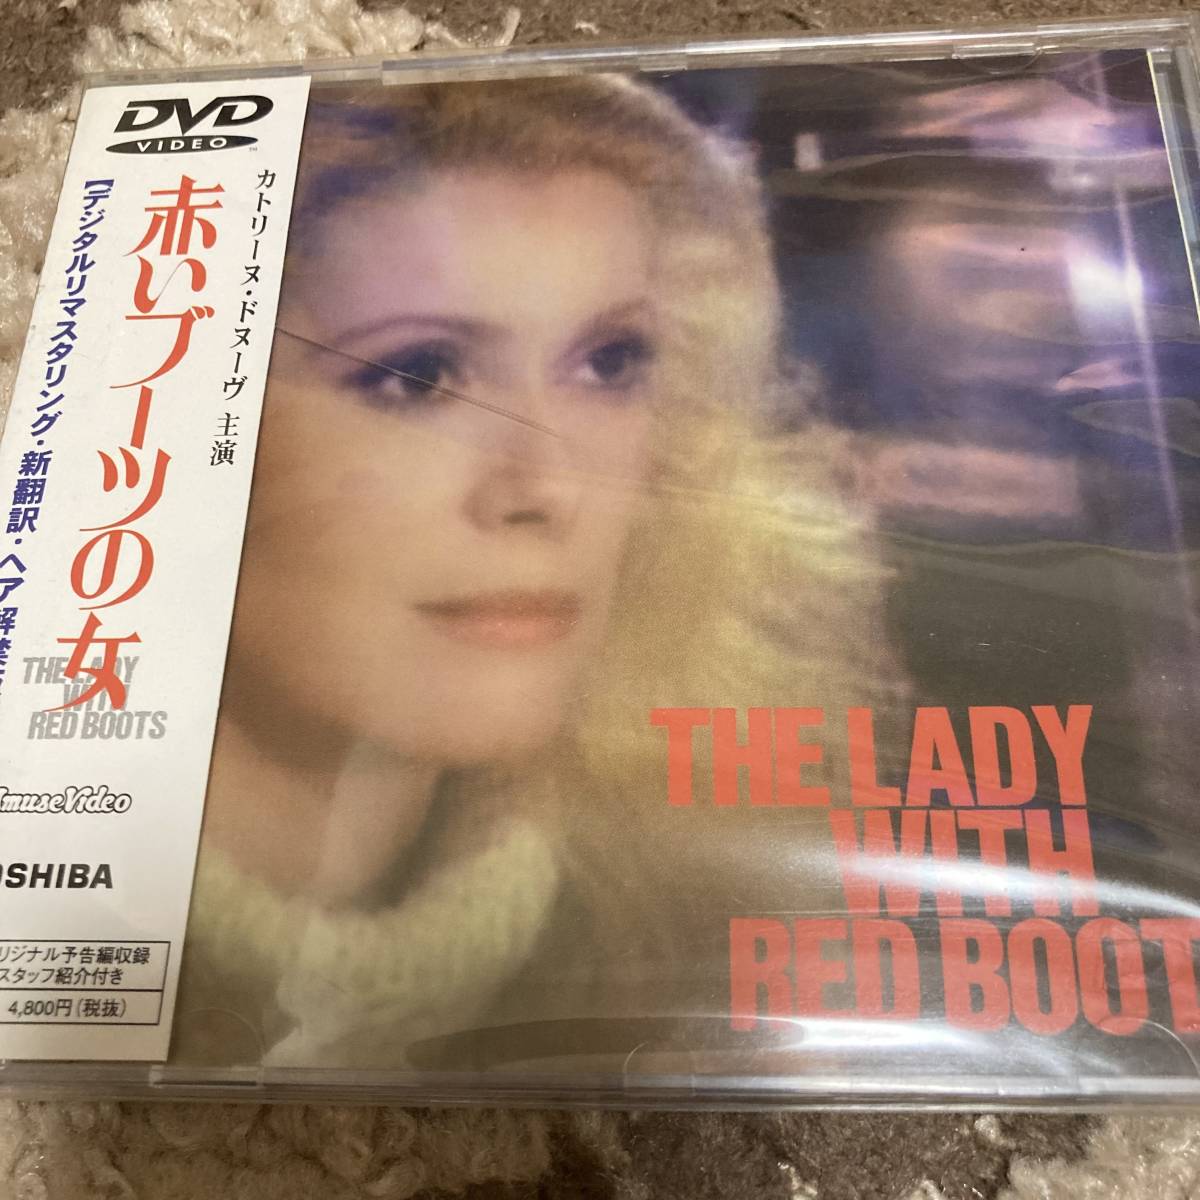 DVD
VIDEO
TM
カトリーヌ・ドヌーヴ 主演
赤いブーツの女
【デジタルリマスタリング・新翻訳・ヘア解禁
THE LADY
WITH
RED BOOTS
AmuseVideo
OSHIBA
リジナル予告編収録
スタッフ紹介付き
4,800円(税抜)
THE LADY
WITH
RED BOOT